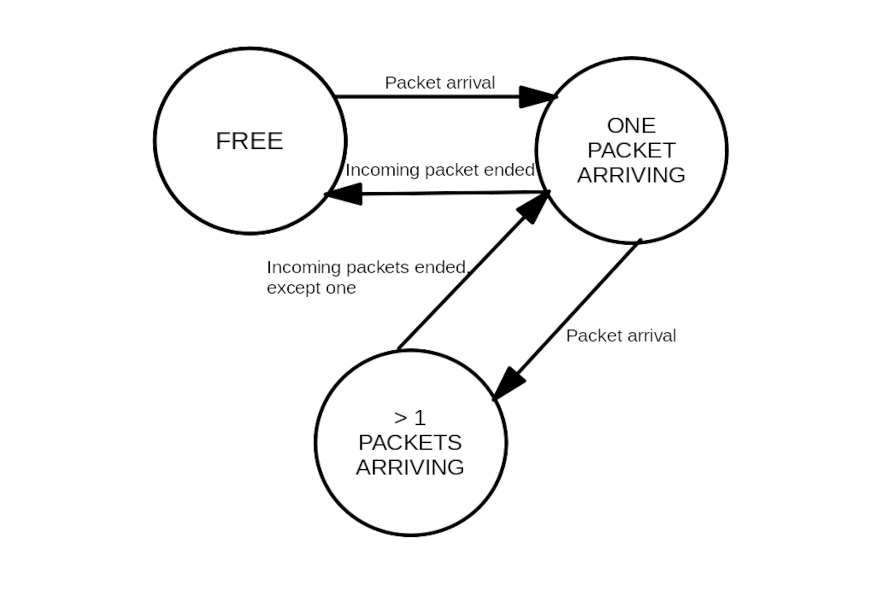 Packet arrival
FREE
ONE
PACKET
ARRIVING
Incoming packet ended
Incoming packets ended,
except one
Packet arrival
> 1
PACKETS
ARRIVING